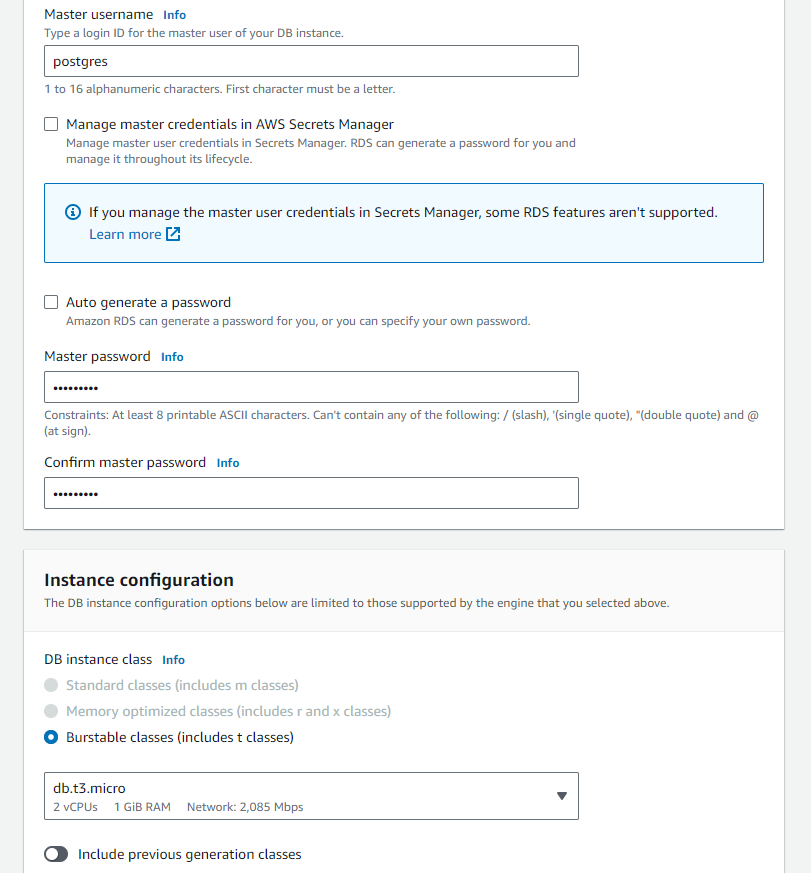 Master username Info
Type a login ID for the master user of your DB instance.
postgres
1 to 16 alphanumeric characters. First character must be a letter.
Manage master credentials in AWS Secrets Manager
Manage master user credentials in Secrets Manager. RDS can generate a password for you and
manage it throughout its lifecycle.
If you manage the master user credentials in Secrets Manager, some RDS features aren't supported.
Learn more
Auto generate a password
Amazon RDS can generate a password for you, or you can specify your own password.
Master password Info
•••••••••
Constraints: At least 8 printable ASCII characters. Can't contain any of the following: / (slash), '(single quote), "(double quote) and @
(at sign).
Confirm master password Info
•••••••••
Instance configuration
The DB instance configuration options below are limited to those supported by the engine that you selected above.
DB instance class Info
Standard classes (includes m classes)
Memory optimized classes (includes r and x classes)
Burstable classes (includes t classes)
db.t3.micro
2 vCPUs 1 GiB RAM Network: 2,085 Mbps
Include previous generation classes